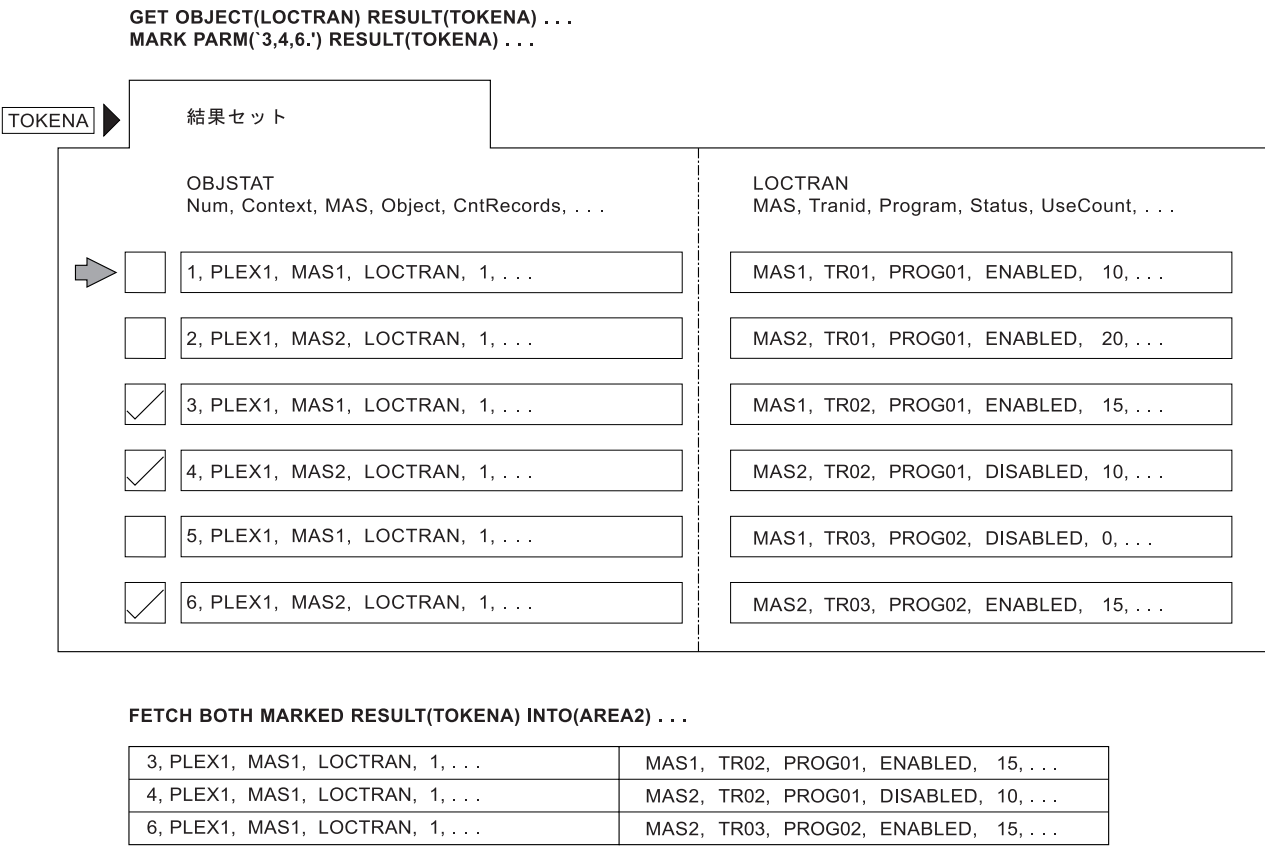 GET OBJECT(LOCTRAN) RESULT(TOKENA) . . .
MARK PARM(`3,4,6.') RESULT(TOKENA) . . .
TOKENA
結果セット
OBJSTAT
Num, Context, MAS, Object, CntRecords, . . .
LOCTRAN
MAS, Tranid, Program, Status, UseCount, . . .
1, PLEX1, MAS1, LOCTRAN, 1, . . .
MAS1, TR01, PROG01, ENABLED, 10, . . .
2, PLEX1, MAS2, LOCTRAN, 1, . . .
MAS2, TR01, PROG01, ENABLED, 20, . . .
3, PLEX1, MAS1, LOCTRAN, 1, . . .
MAS1, TR02, PROG01, ENABLED, 15, . . .
4, PLEX1, MAS2, LOCTRAN, 1, . . .
MAS2, TR02, PROG01, DISABLED, 10, . . .
5, PLEX1, MAS1, LOCTRAN, 1, . . .
MAS1, TR03, PROG02, DISABLED, 0, . . .
6, PLEX1, MAS2, LOCTRAN, 1, . . .
MAS2, TR03, PROG02, ENABLED, 15, . . .
FETCH BOTH MARKED RESULT(TOKENA) INTO(AREA2) . . .
3, PLEX1, MAS1, LOCTRAN, 1, . . .
MAS1, TR02, PROG01, ENABLED, 15, . . .
4, PLEX1, MAS1, LOCTRAN, 1, . . .
MAS2, TR02, PROG01, DISABLED, 10, . . .
6, PLEX1, MAS1, LOCTRAN, 1, . . .
MAS2, TR03, PROG02, ENABLED, 15, . . .